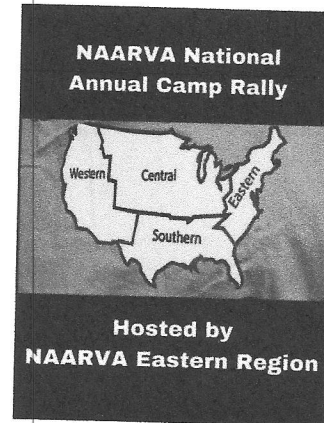 NAARVA National
Annual Camp Rally
Western
Central
Eastern
Southern
Hosted by
NAARVA Eastern Region